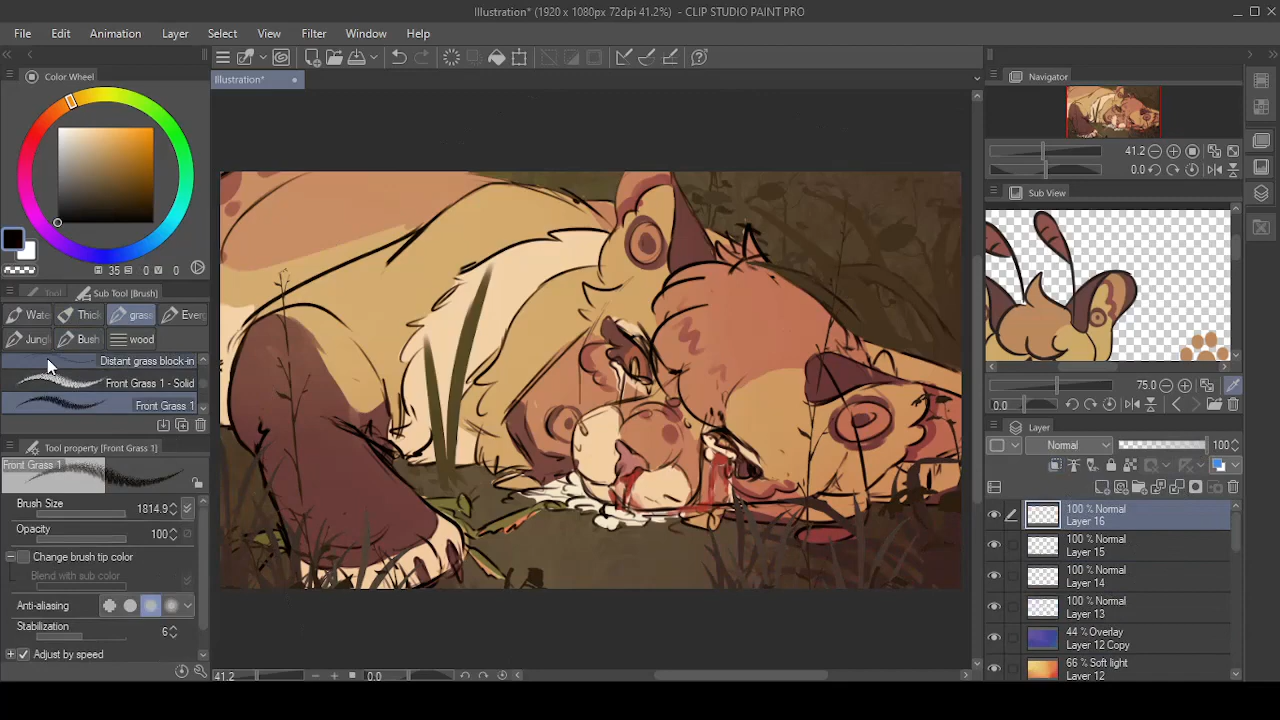 Illustration* (1920 x 1080px 72dpi 41.2%) - CLIP STUDIO PAINT PRO
File Edit Animation Layer Select View Filter Window Help
Color Wheel
Illustration*
Navigator
41.2
0.0
Sub View
35 0 0
Tool Sub Tool [Brush]
Wate Thick grass Everg
Jungl Bush wood
Distant grass block-in
Front Grass 1 - Solid
Front Grass 1
Tool property [Front Grass 1]
Front Grass 1
Brush Size 1814.9
Opacity 100
Change brush tip color
Blend with sub color
Anti-aliasing
Stabilization 6
Adjust by speed
75.0
0.0
Layer
Normal 100
100 % Normal
Layer 16
100 % Normal
Layer 15
100 % Normal
Layer 14
100 % Normal
Layer 13
44 % Overlay
Layer 12 Copy
66 % Soft light
Layer 12
41.2 0.0